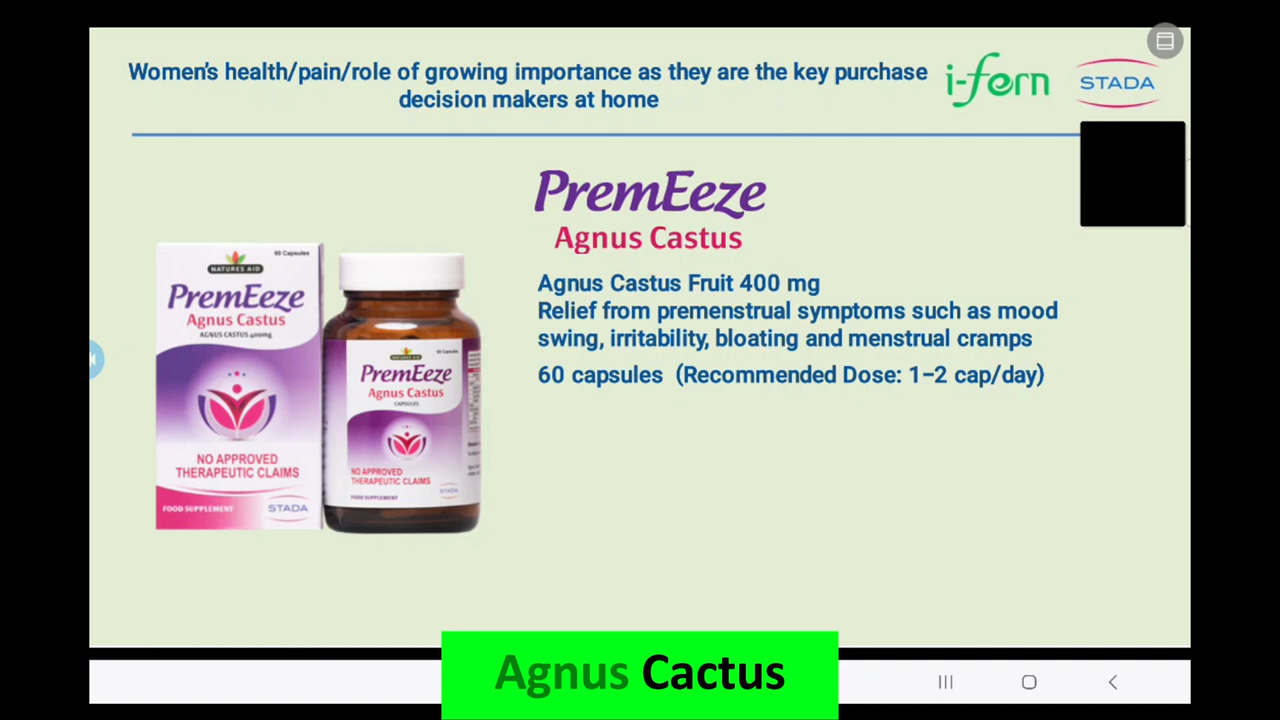 Women's health/pain/role of growing importance as they are the key purchase
decision makers at home
i-fern
STADA
PremEeze
Agnus Castus
Agnus Castus Fruit 400 mg
Relief from premenstrual symptoms such as mood
swing, irritability, bloating and menstrual cramps
60 capsules (Recommended Dose: 1-2 cap/day)
60 Capsules
NATURES AID
PremEeze
Agnus Castus
AGNUS CASTUS 400mg
NO APPROVED
THERAPEUTIC CLAIMS
FOOD SUPPLEMENT
STADA
NATURES AID
60 Capsules
PremEeze
Agnus Castus
CAPSULES
NO APPROVED
THERAPEUTIC CLAIMS
FOOD SUPPLEMENT
STADA
Agnus Cactus